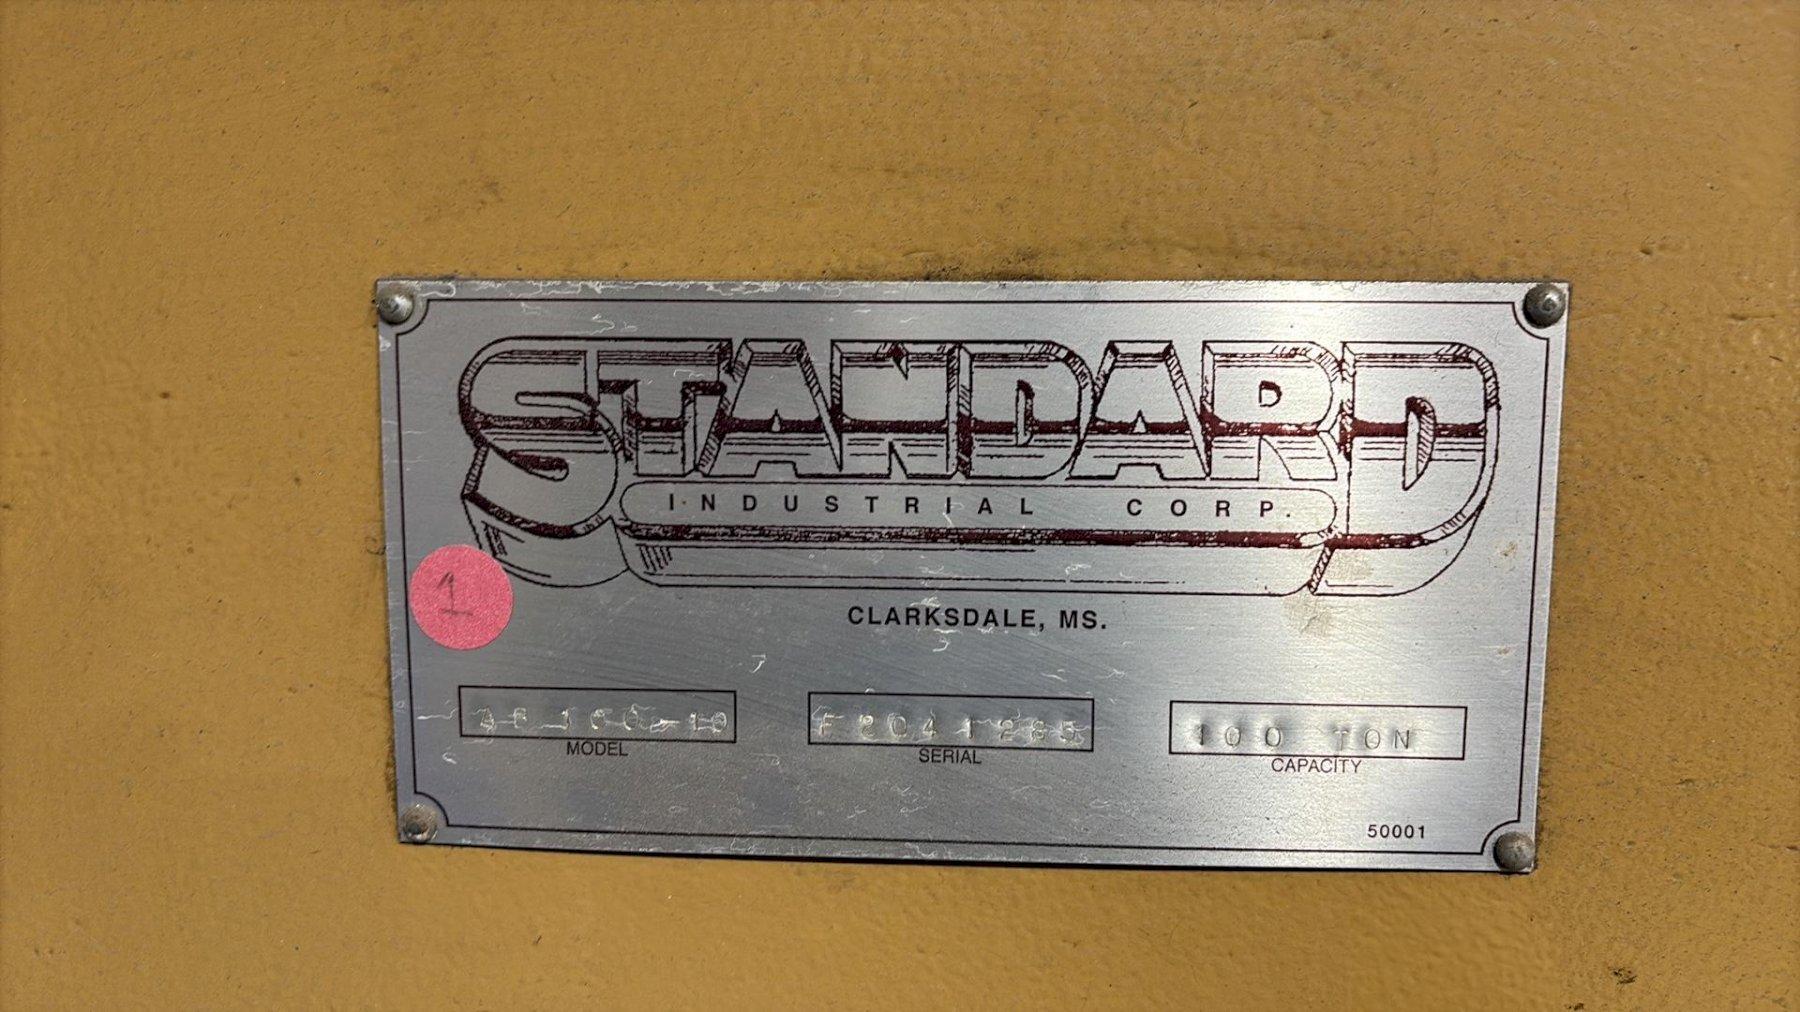 STANDARD
INDUSTRIAL CORP.
CLARKSDALE, MS.
1
MODEL
SERIAL
100 TON
CAPACITY
50001